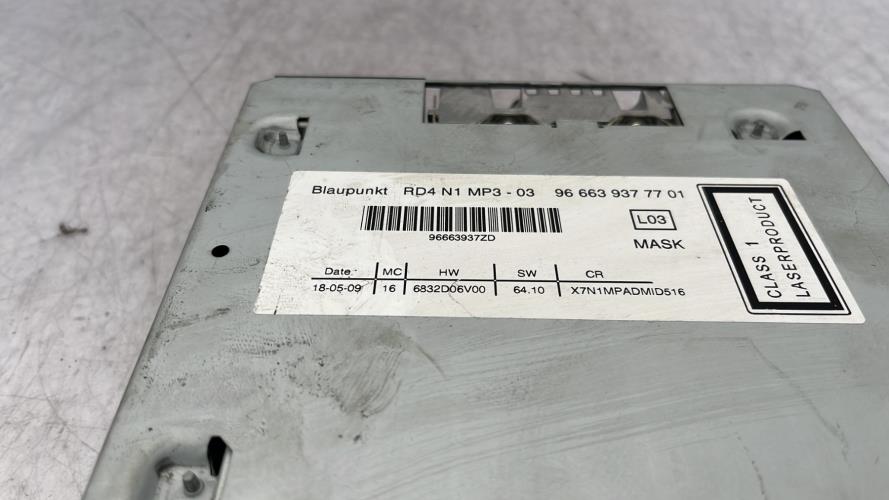 Blaupunkt RD4 N1 MP3 - 03 96 663 937 77 01
96663937ZD
L03
MASK
Date MC HW SW CR
18-05-09 16 6832D06V00 64.10 X7N1MPADMID516
CLASS 1
LASERPRODUCT